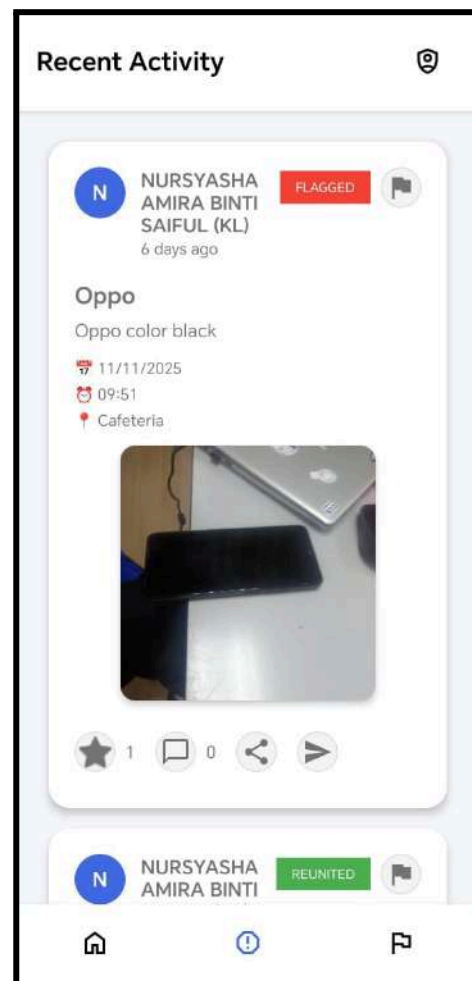 Recent Activity
N
NURSYASHA
AMIRA BINTI
SAIFUL (KL)
FLAGGED
6 days ago
Oppo
Oppo color black
📅 11/11/2025
⏰ 09:51
📍 Cafeteria
1
0
N
NURSYASHA
AMIRA BINTI
REUNITED